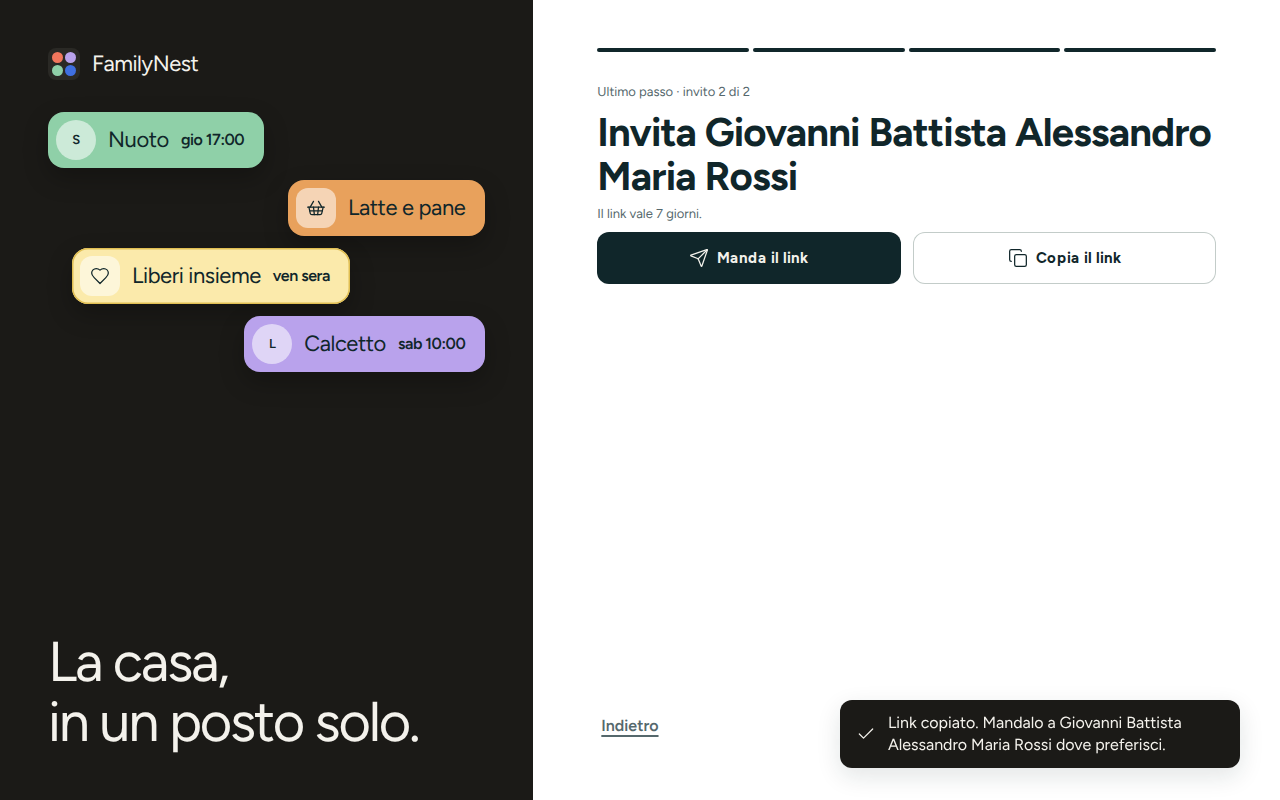 FamilyNest
S
Nuoto gio 17:00
Latte e pane
Liberi insieme ven sera
L
Calcetto sab 10:00
La casa,
in un posto solo.
Ultimo passo · invito 2 di 2
Invita Giovanni Battista Alessandro
Maria Rossi
Il link vale 7 giorni.
Manda il link
Copia il link
Indietro
Link copiato. Mandalo a Giovanni Battista
Alessandro Maria Rossi dove preferisci.